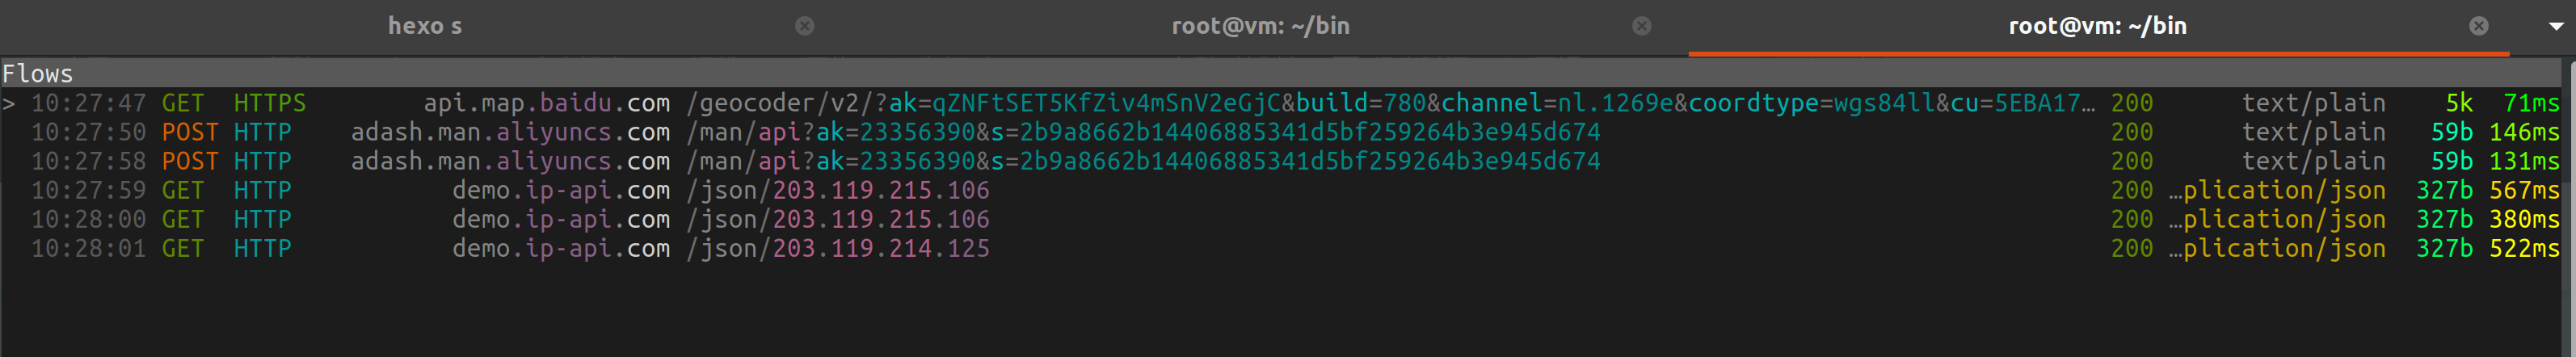 hexo s root@vm: ~/bin root@vm: ~/bin
Flows
> 10:27:47 GET HTTPS api.map.baidu.com /geocoder/v2/?ak=qZNFtSET5KfZiv4mSnV2eGjC&build=780&channel=nl.1269e&coordtype=wgs84ll&cu=5EBA17… 200 text/plain 5k 71ms
10:27:50 POST HTTP adash.man.aliyuncs.com /man/api?ak=23356390&s=2b9a8662b14406885341d5bf259264b3e945d674 200 text/plain 59b 146ms
10:27:58 POST HTTP adash.man.aliyuncs.com /man/api?ak=23356390&s=2b9a8662b14406885341d5bf259264b3e945d674 200 text/plain 59b 131ms
10:27:59 GET HTTP demo.ip-api.com /json/203.119.215.106 200 …plication/json 327b 567ms
10:28:00 GET HTTP demo.ip-api.com /json/203.119.215.106 200 …plication/json 327b 380ms
10:28:01 GET HTTP demo.ip-api.com /json/203.119.214.125 200 …plication/json 327b 522ms